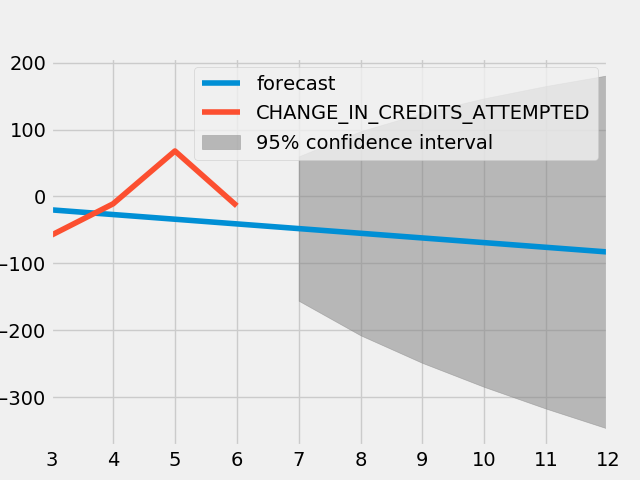 200
100
0
−100
−200
−300
forecast
CHANGE_IN_CREDITS_ATTEMPTED
95% confidence interval
3 4 5 6 7 8 9 10 11 12